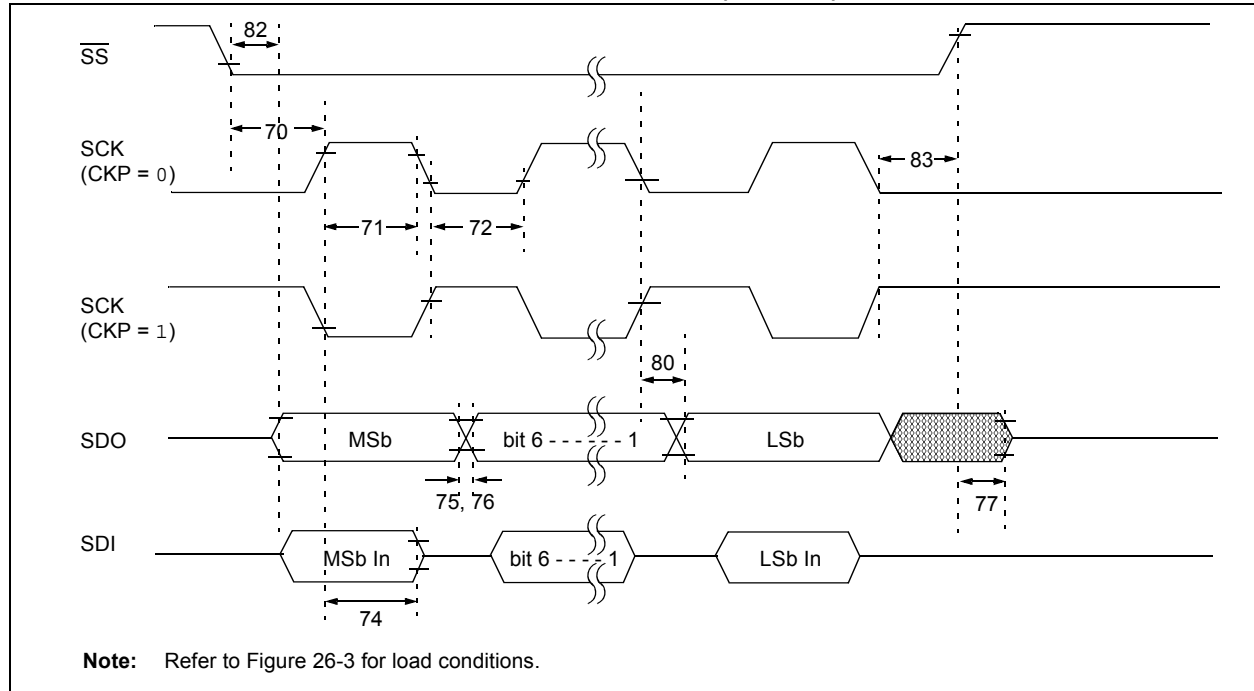 82
SS
70
SCK
(CKP = 0)
83
71
72
SCK
(CKP = 1)
80
SDO
MSb
bit 6 - - - - - - 1
LSb
75, 76
77
SDI
MSb In
bit 6 - - - - 1
LSb In
74
Note: Refer to Figure 26-3 for load conditions.